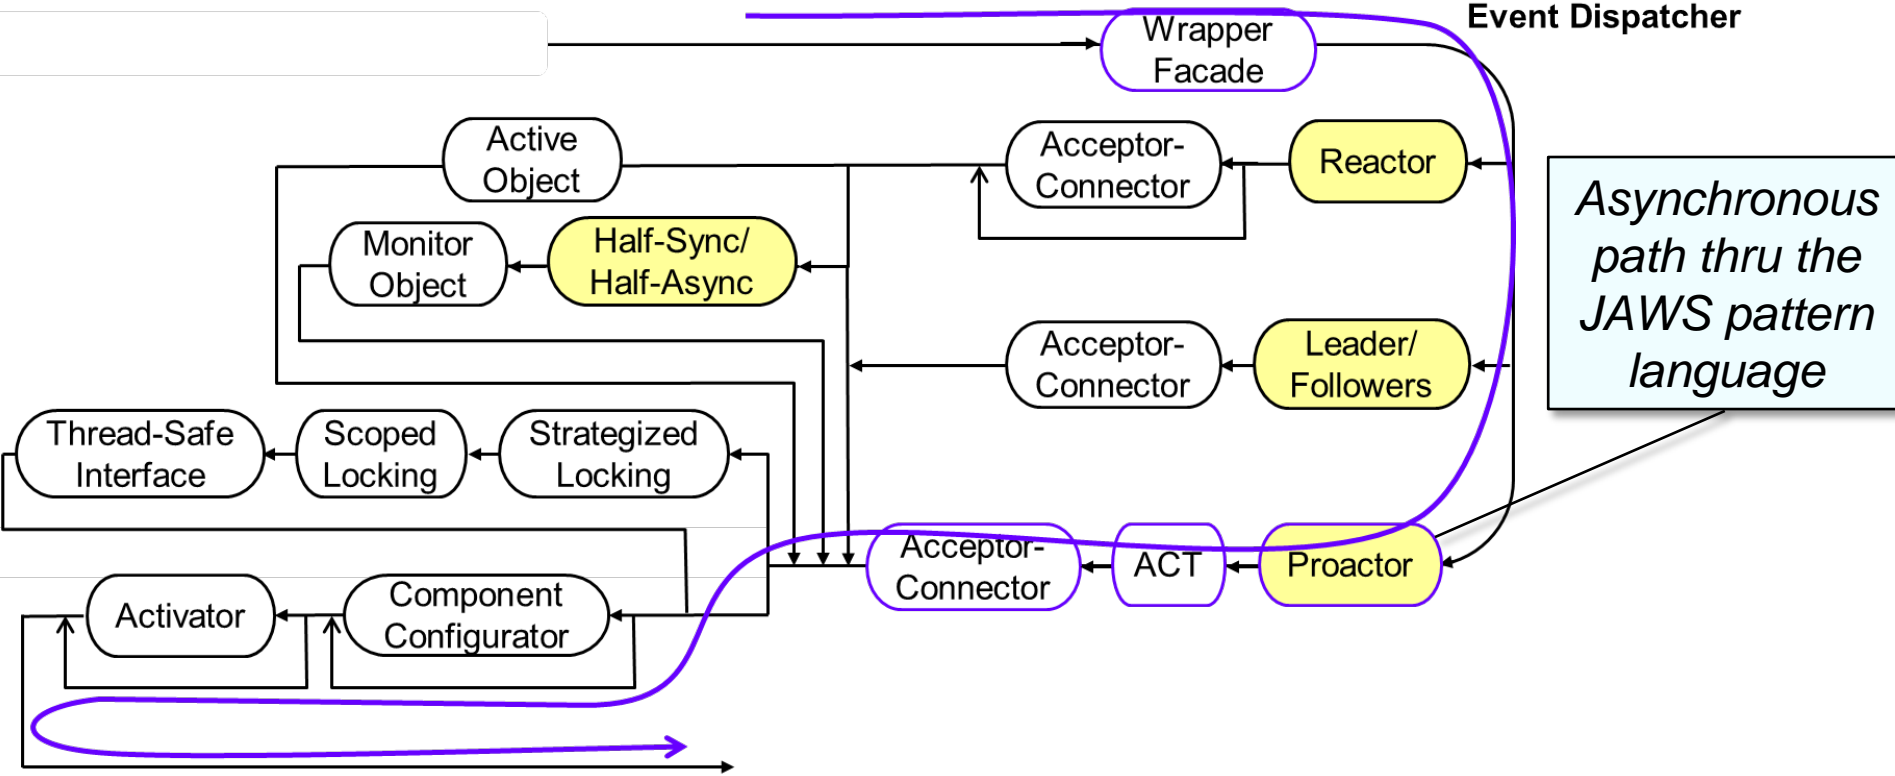 Event Dispatcher
Wrapper
Facade
Active
Object
Acceptor-
Connector
Reactor
Asynchronous
path thru the
JAWS pattern
language
Monitor
Object
Half-Sync/
Half-Async
Acceptor-
Connector
Leader/
Followers
Thread-Safe
Interface
Scoped
Locking
Strategized
Locking
Acceptor-
Connector
ACT
Proactor
Activator
Component
Configurator